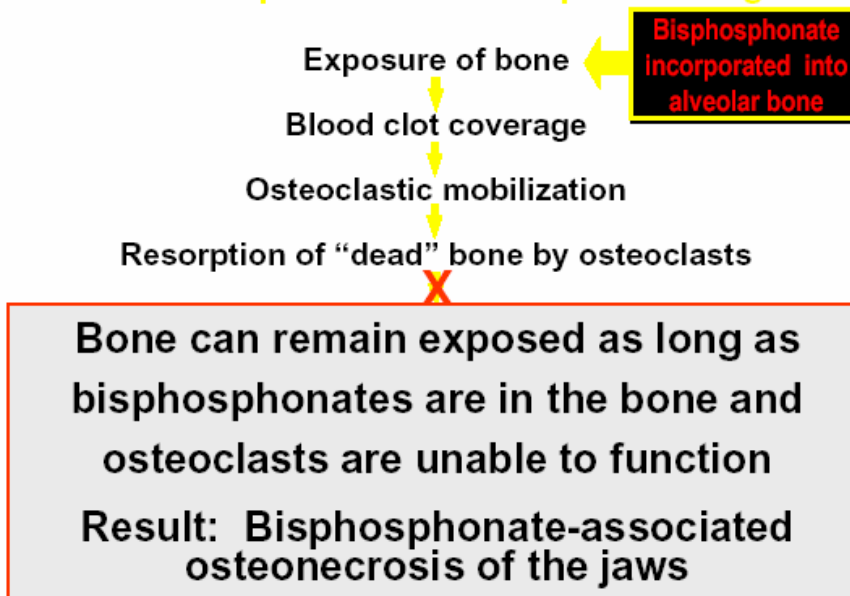 Exposure of bone
Bisphosphonate
incorporated into
alveolar bone
Blood clot coverage
Osteoclastic mobilization
Resorption of “dead” bone by osteoclasts
X
Bone can remain exposed as long as
bisphosphonates are in the bone and
osteoclasts are unable to function
Result: Bisphosphonate-associated
osteonecrosis of the jaws